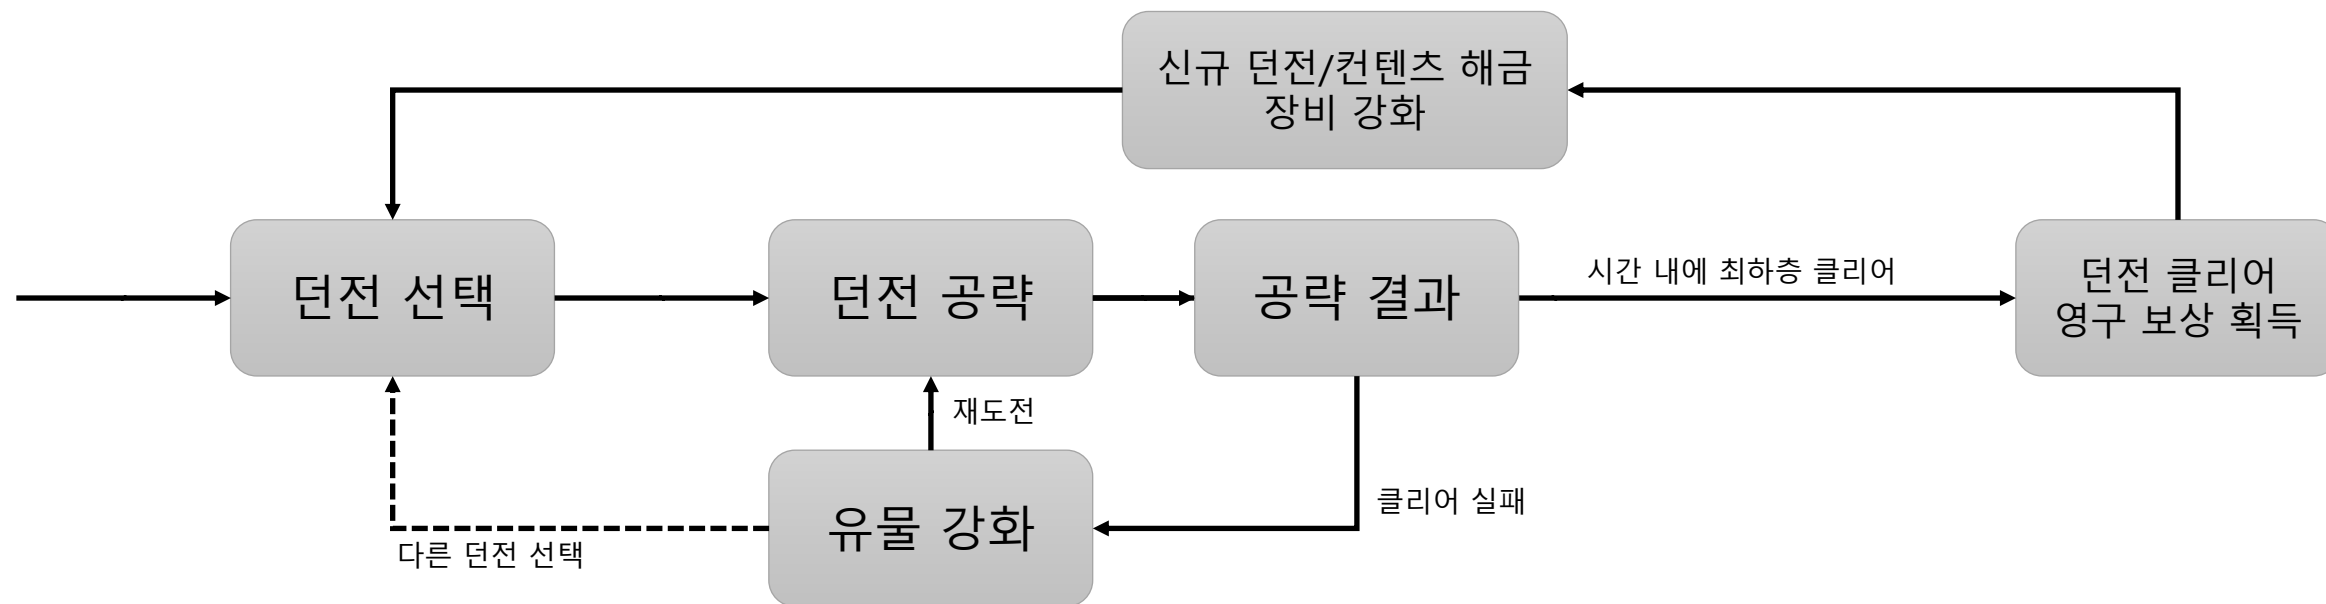 신규 던전/컨텐츠 해금
장비 강화
던전 선택
던전 공략
공략 결과
시간 내에 최하층 클리어
던전 클리어
영구 보상 획득
재도전
클리어 실패
유물 강화
다른 던전 선택